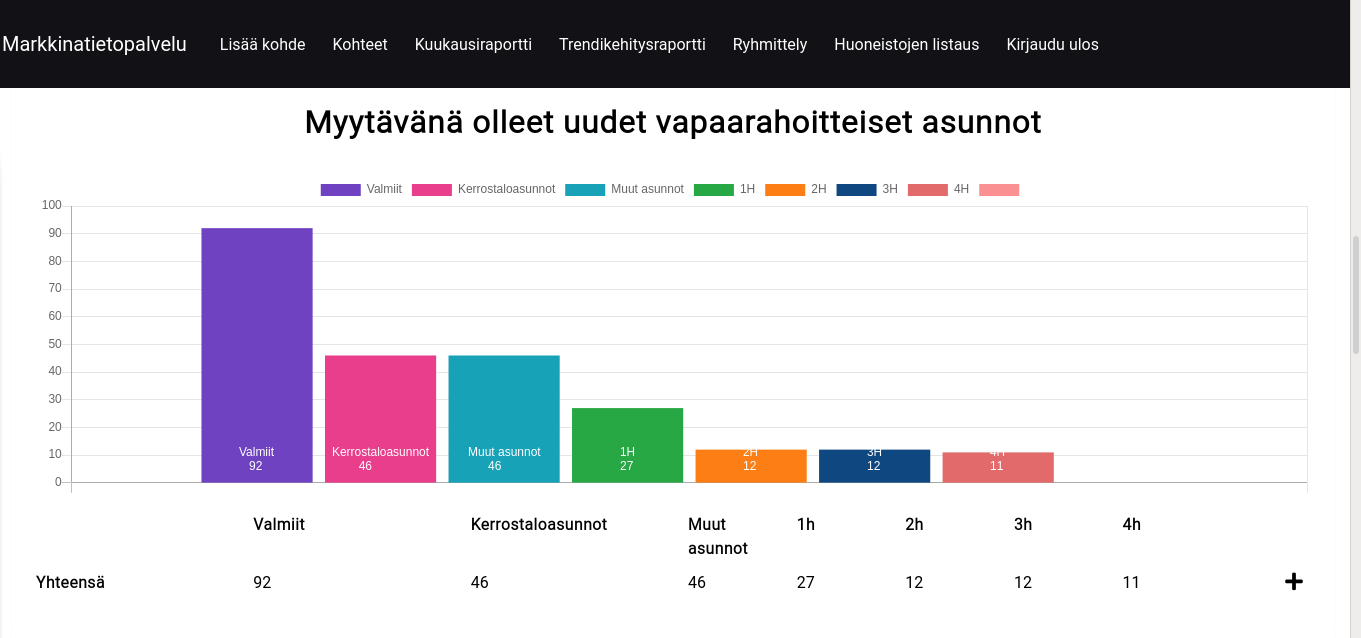 Markkinatietopalvelu Lisää kohde Kohteet Kuukausiraportti Trendikehitysraportti Ryhmittely Huoneistojen listaus Kirjaudu ulos
Myytävänä olleet uudet vapaarahoitteiset asunnot
Valmiit Kerrostaloasunnot Muut asunnot 1H 2H 3H 4H
100
90
80
70
60
50
40
30
20
10
0
Valmiit
92
Kerrostaloasunnot
46
Muut asunnot
46
1H
27
2H
12
3H
12
4H
11
Valmiit Kerrostaloasunnot Muut asunnot 1h 2h 3h 4h
Yhteensä 92 46 46 27 12 12 11